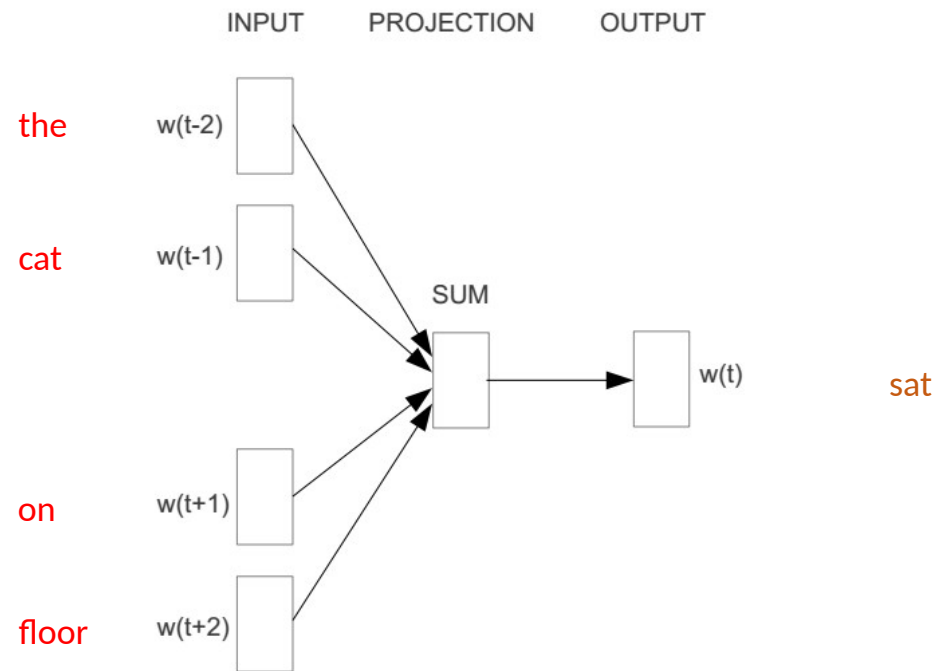 INPUT PROJECTION OUTPUT
the w(t-2)
cat w(t-1)
SUM
w(t) sat
on w(t+1)
floor w(t+2)